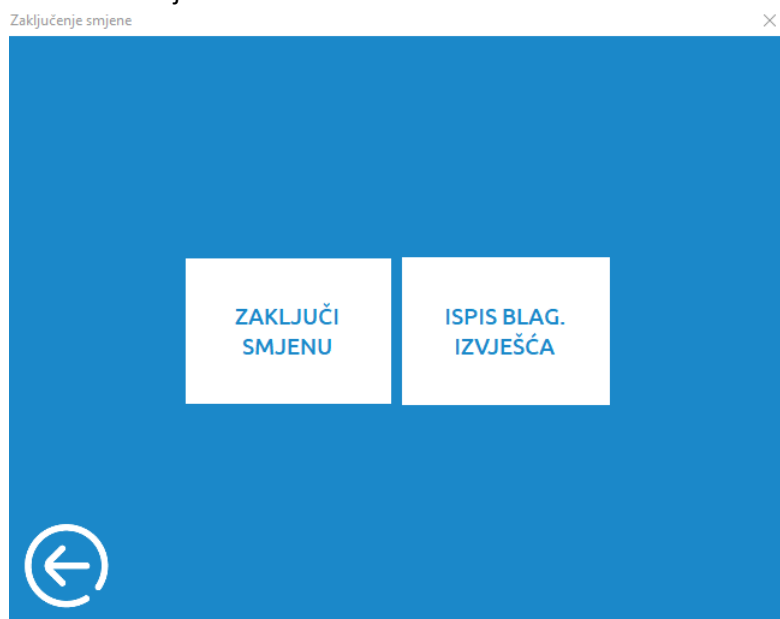 Zaključenje smjene
ZAKLJUČI
SMJENU
ISPIS BLAG.
IZVJEŠĆA